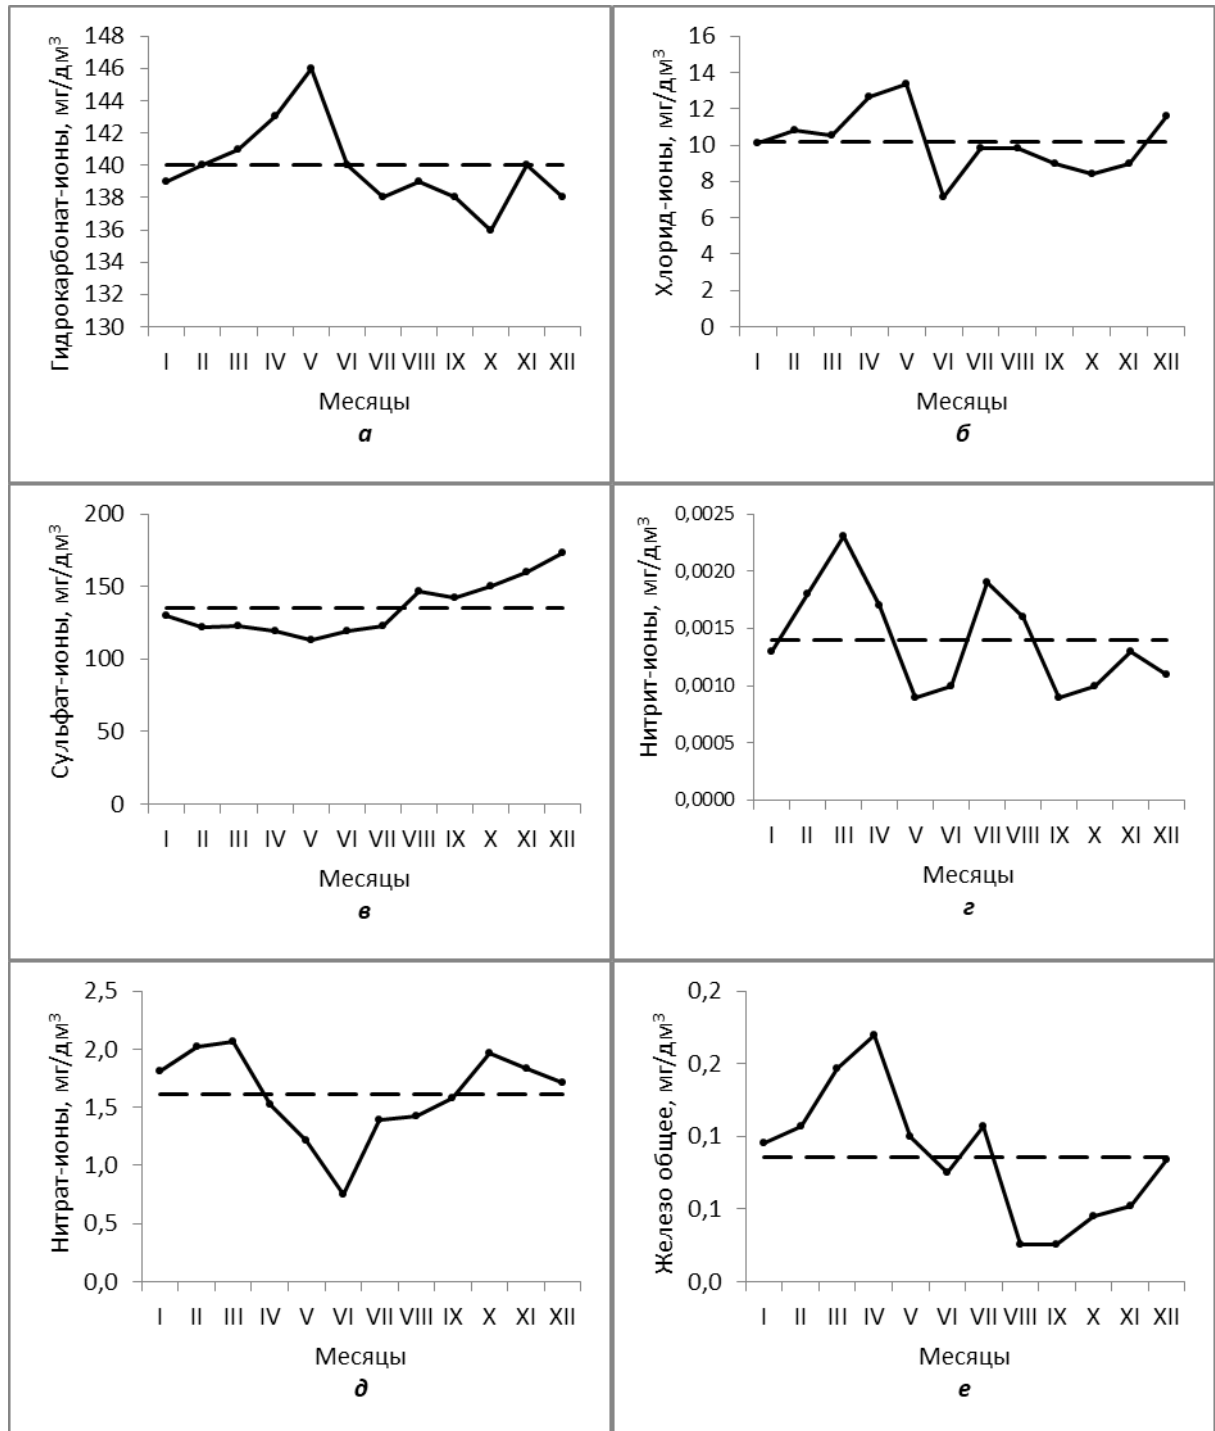 Гидрокарбонат-ионы, мг/дм³
148
146
144
142
140
138
136
134
132
130
I II III IV V VI VII VIII IX X XI XII
Месяцы
а
Хлорид-ионы, мг/дм³
16
14
12
10
8
6
4
2
0
I II III IV V VI VII VIII IX X XI XII
Месяцы
б
Сульфат-ионы, мг/дм³
200
150
100
50
0
I II III IV V VI VII VIII IX X XI XII
Месяцы
в
Нитрит-ионы, мг/дм³
0,0025
0,0020
0,0015
0,0010
0,0005
0,0000
I II III IV V VI VII VIII IX X XI XII
Месяцы
г
Нитрат-ионы, мг/дм³
2,5
2,0
1,5
1,0
0,5
0,0
I II III IV V VI VII VIII IX X XI XII
Месяцы
д
Железо общее, мг/дм³
0,2
0,2
0,1
0,1
0,0
I II III IV V VI VII VIII IX X XI XII
Месяцы
е